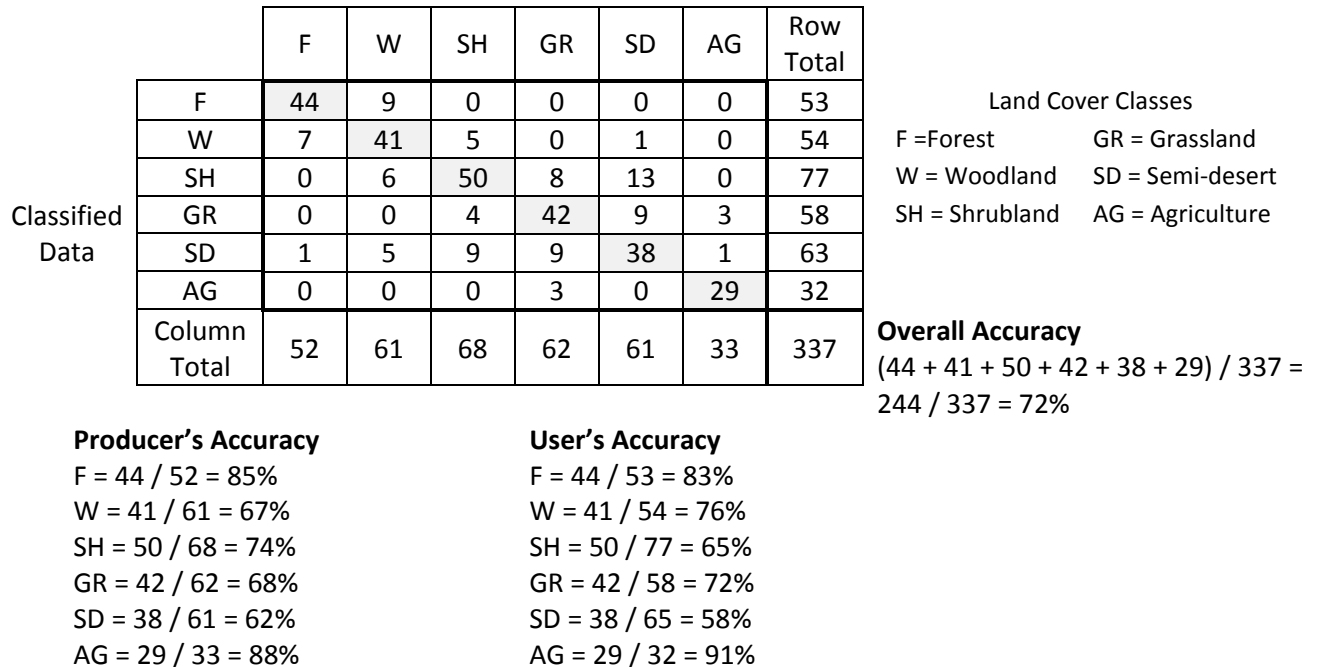 F W SH GR SD AG Row Total
F 44 9 0 0 0 0 53
W 7 41 5 0 1 0 54
SH 0 6 50 8 13 0 77
GR 0 0 4 42 9 3 58
SD 1 5 9 9 38 1 63
AG 0 0 0 3 0 29 32
Column Total 52 61 68 62 61 33 337
Classified
Data
Land Cover Classes
F =Forest GR = Grassland
W = Woodland SD = Semi-desert
SH = Shrubland AG = Agriculture
Overall Accuracy
(44 + 41 + 50 + 42 + 38 + 29) / 337 =
244 / 337 = 72%
Producer’s Accuracy
F = 44 / 52 = 85%
W = 41 / 61 = 67%
SH = 50 / 68 = 74%
GR = 42 / 62 = 68%
SD = 38 / 61 = 62%
AG = 29 / 33 = 88%
User’s Accuracy
F = 44 / 53 = 83%
W = 41 / 54 = 76%
SH = 50 / 77 = 65%
GR = 42 / 58 = 72%
SD = 38 / 65 = 58%
AG = 29 / 32 = 91%